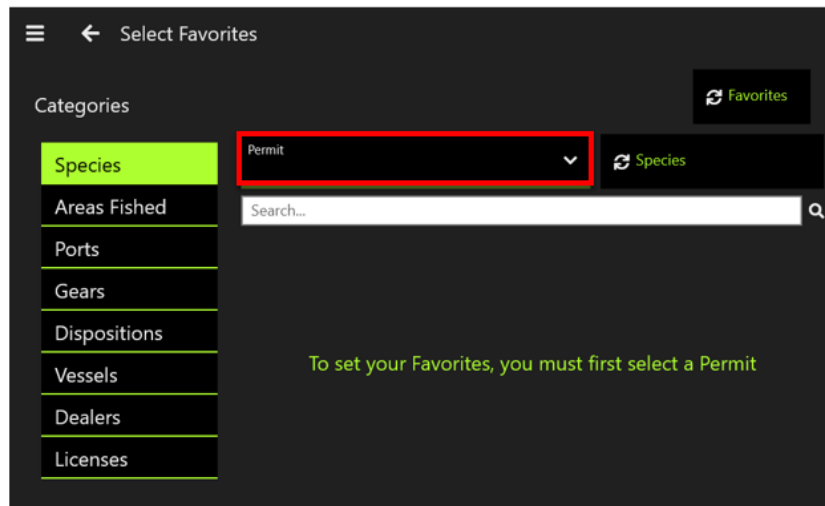 Select Favorites
Favorites
Categories
Permit
Species
Species
Areas Fished
Search...
Ports
Gears
Dispositions
To set your Favorites, you must first select a Permit
Vessels
Dealers
Licenses